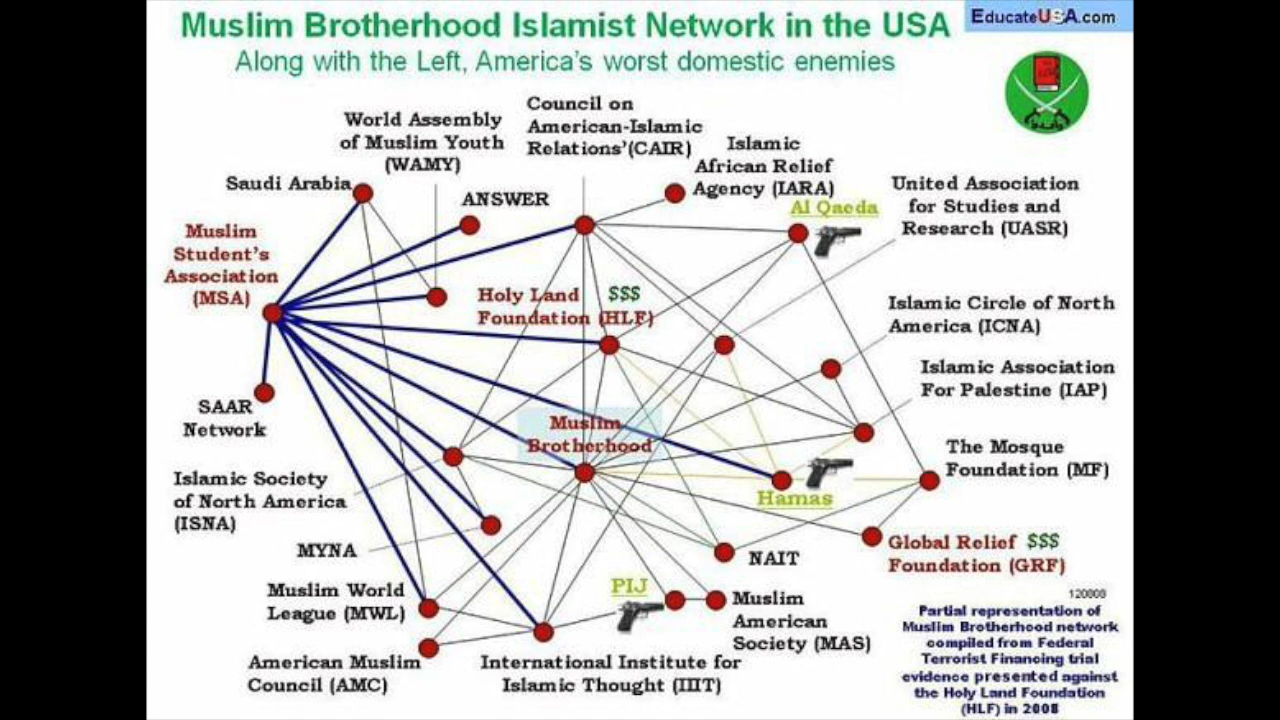 Muslim Brotherhood Islamist Network in the USA
EducateUSA.com
Along with the Left, America's worst domestic enemies
World Assembly
of Muslim Youth
(WAMY)
Council on
American-Islamic
Relations'(CAIR)
Islamic
African Relief
Agency (IARA)
Saudi Arabia
ANSWER
Al Qaeda
United Association
for Studies and
Research (UASR)
Muslim
Student's
Association
(MSA)
Holy Land $$$
Foundation (HLF)
Islamic Circle of North
America (ICNA)
Islamic Association
For Palestine (IAP)
SAAR
Network
Muslim
Brotherhood
The Mosque
Foundation (MF)
Islamic Society
of North America
(ISNA)
Hamas
MYNA
NAIT
Global Relief $$$
Foundation (GRF)
Muslim World
League (MWL)
PIJ
Muslim
American
Society (MAS)
American Muslim
Council (AMC)
International Institute for
Islamic Thought (IIIT)
120808
Partial representation of
Muslim Brotherhood network
compiled from Federal
Terrorist Financing trial
evidence presented against
the Holy Land Foundation
(HLF) in 2008